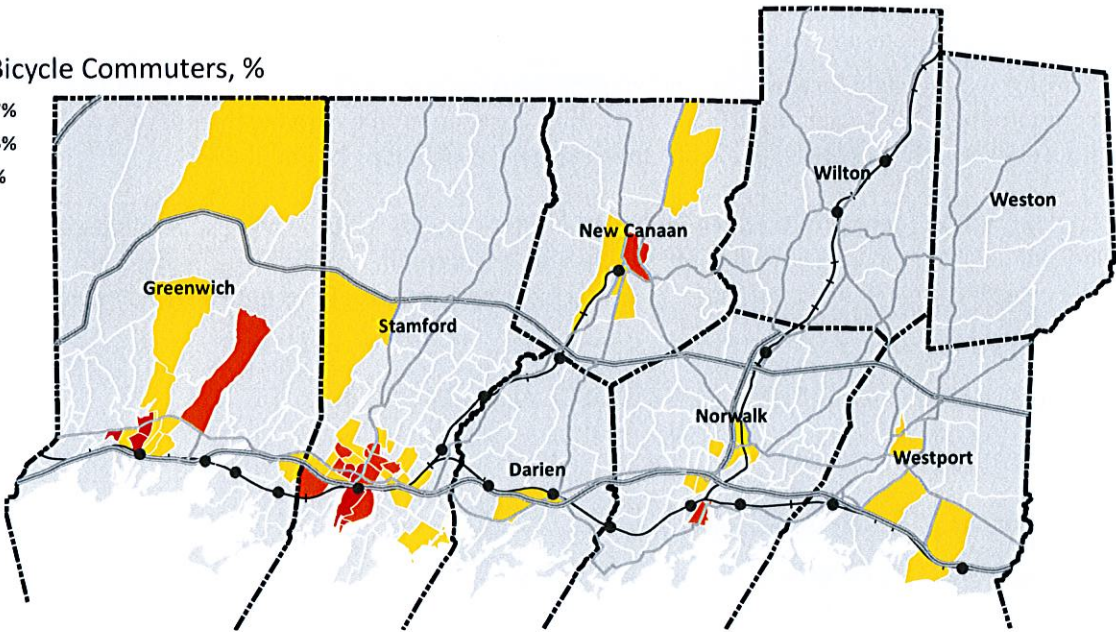 Bicycle Commuters, %
%
%
%
Wilton
Weston
New Canaan
Greenwich
Stamford
Norwalk
Westport
Darien